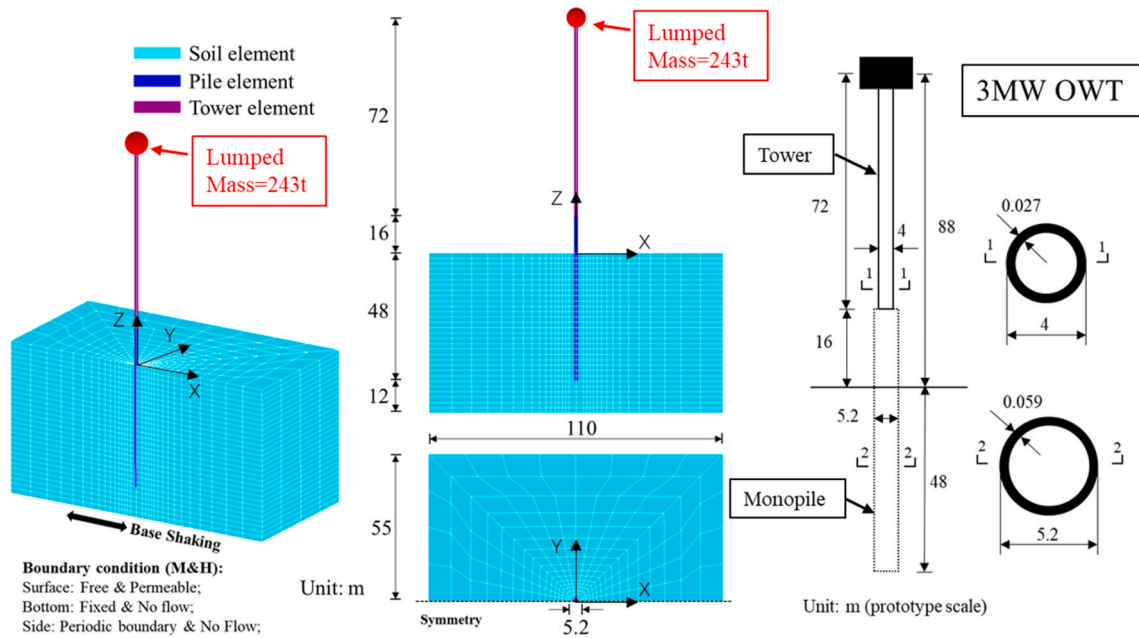 Soil element
Pile element
Tower element
Lumped
Mass=243t
Z
Y
X
Base Shaking
Boundary condition (M&H):
Surface: Free & Permeable;
Bottom: Fixed & No flow;
Side: Periodic boundary & No Flow;
Unit: m
72
16
48
12
Lumped
Mass=243t
Z
X
110
55
Y
X
Symmetry
5.2
3MW OWT
Tower
72
4
88
1 1
16
5.2
2 2
Monopile
48
Unit: m (prototype scale)
0.027
1 1
4
0.059
2 2
5.2